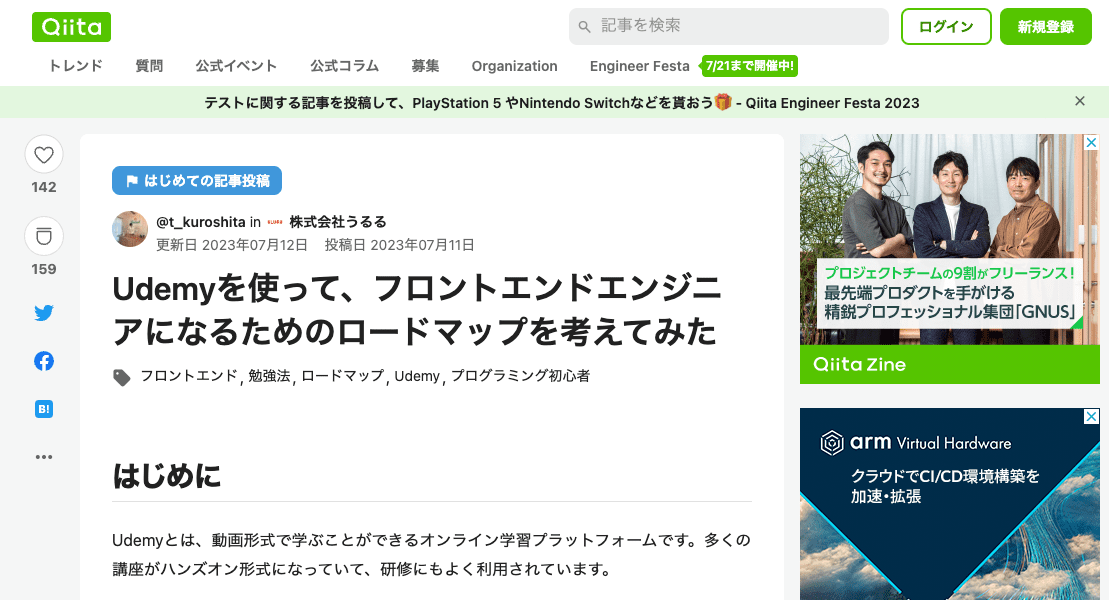 Qiita
記事を検索
ログイン
新規登録
トレンド
質問
公式イベント
公式コラム
募集
Organization
Engineer Festa
7/21まで開催中!
テストに関する記事を投稿して、PlayStation 5 やNintendo Switchなどを貰おう🎁 - Qiita Engineer Festa 2023
142
159
B!
はじめての記事投稿
@t_kuroshita in 株式会社うるる
更新日 2023年07月12日 投稿日 2023年07月11日
Udemyを使って、フロントエンドエンジニ
アになるためのロードマップを考えてみた
フロントエンド, 勉強法, ロードマップ, Udemy, プログラミング初心者
はじめに
Udemyとは、動画形式で学ぶことができるオンライン学習プラットフォームです。多くの
講座がハンズオン形式になっていて、研修にもよく利用されています。
プロジェクトチームの9割がフリーランス!
最先端プロダクトを手がける
精鋭プロフェッショナル集団「GNUS」
Qiita Zine
arm Virtual Hardware
クラウドでCI/CD環境構築を
加速・拡張